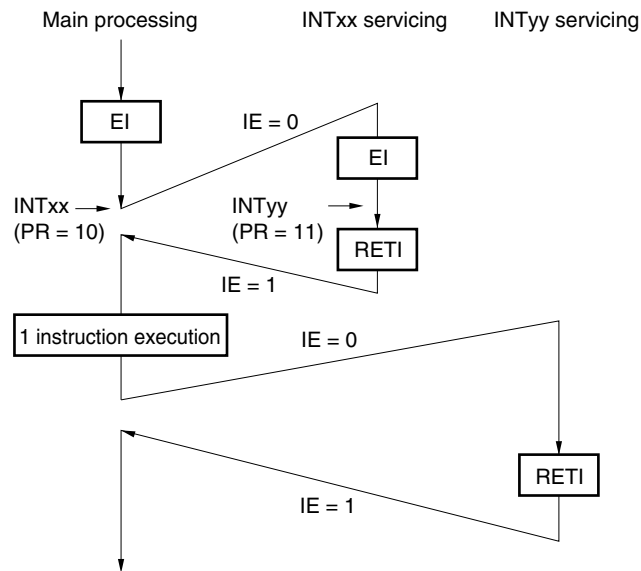 Main processing
INTxx servicing
INTyy servicing
EI
IE = 0
EI
INTxx
(PR = 10)
INTyy
(PR = 11)
RETI
IE = 1
1 instruction execution
IE = 0
RETI
IE = 1